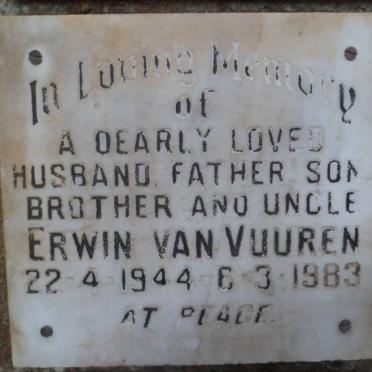 In Loving Memory
of
A DEARLY LOVED
HUSBAND, FATHER SON
BROTHER AND UNCLE
ERWIN VAN VUUREN
22-4-1944 6-3-1983
AT PEACE